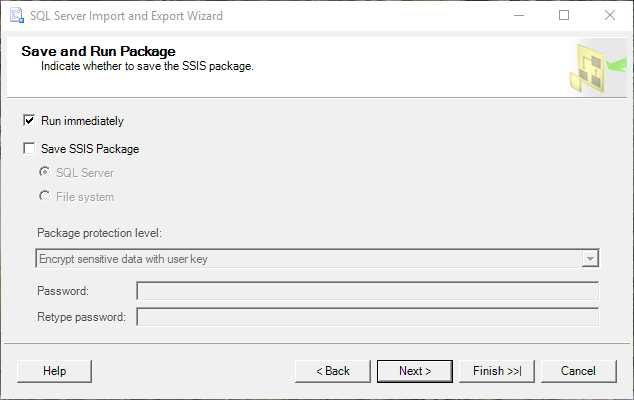 SQL Server Import and Export Wizard
Save and Run Package
Indicate whether to save the SSIS package.
Run immediately
Save SSIS Package
SQL Server
File system
Package protection level:
Encrypt sensitive data with user key
Password:
Retype password:
Help
< Back
Next >
Finish >>|
Cancel